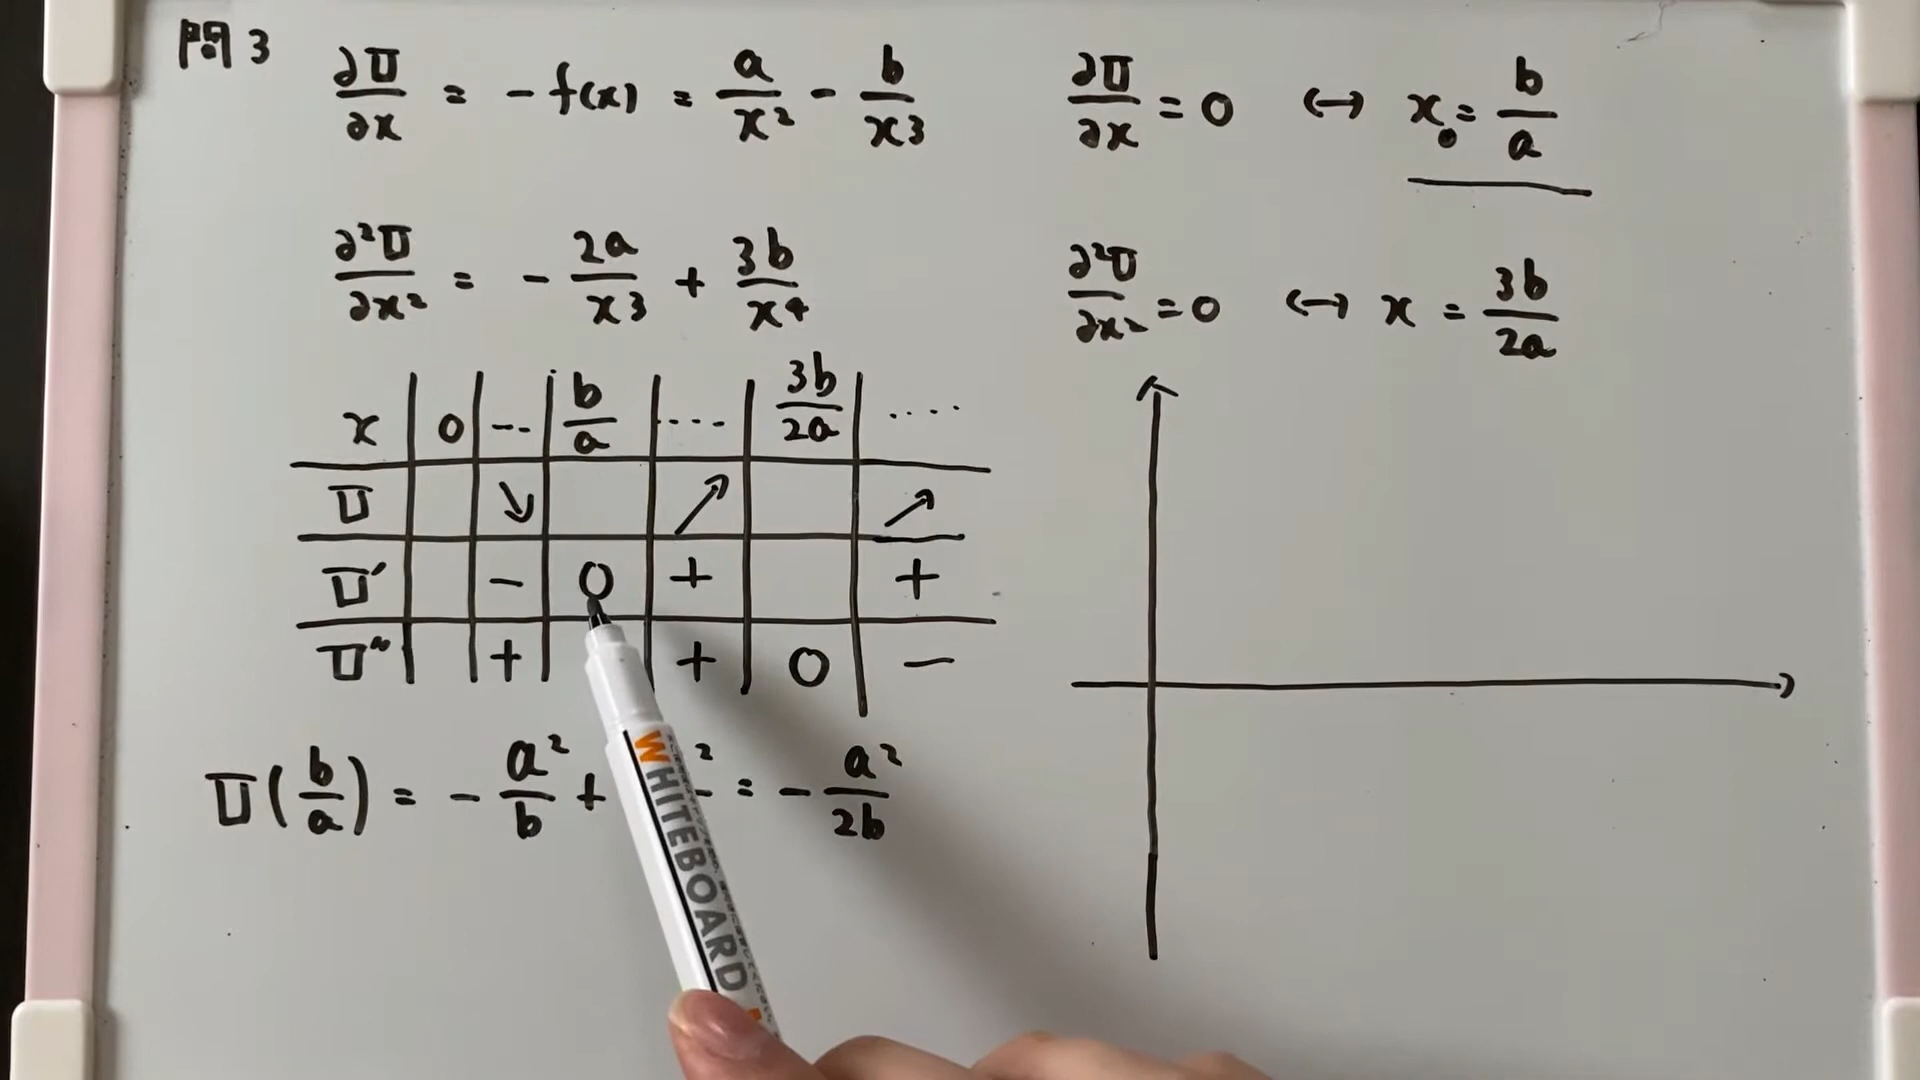 問3
∂U/∂x = - f(x) = a/x² - b/x³
∂U/∂x = 0 ↔ x₀ = b/a
∂²U/∂x² = - 2a/x³ + 3b/x⁴
∂²U/∂x² = 0 ↔ x = 3b/2a
x | 0 | ... | b/a | .... | 3b/2a | ....
U | | ↘ | | ↗ | | ↗
U' | | - | 0 | + | | +
U" | | + | | + | 0 | -
U(b/a) = - a²/b + ² = - a²/2b
WHITEBOARD